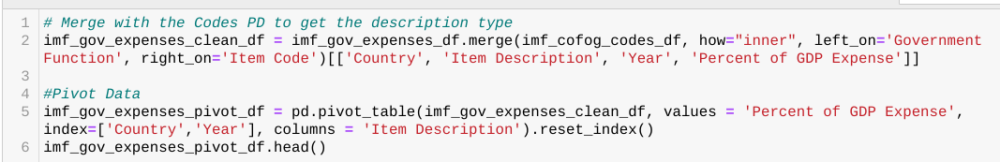 1 # Merge with the Codes PD to get the description type
2 imf_gov_expenses_clean_df = imf_gov_expenses_df.merge(imf_cofog_codes_df, how="inner", left_on='Government
Function', right_on='Item Code')[['Country', 'Item Description', 'Year', 'Percent of GDP Expense']]
3
4 #Pivot Data
5 imf_gov_expenses_pivot_df = pd.pivot_table(imf_gov_expenses_clean_df, values = 'Percent of GDP Expense',
index=['Country','Year'], columns = 'Item Description').reset_index()
6 imf_gov_expenses_pivot_df.head()